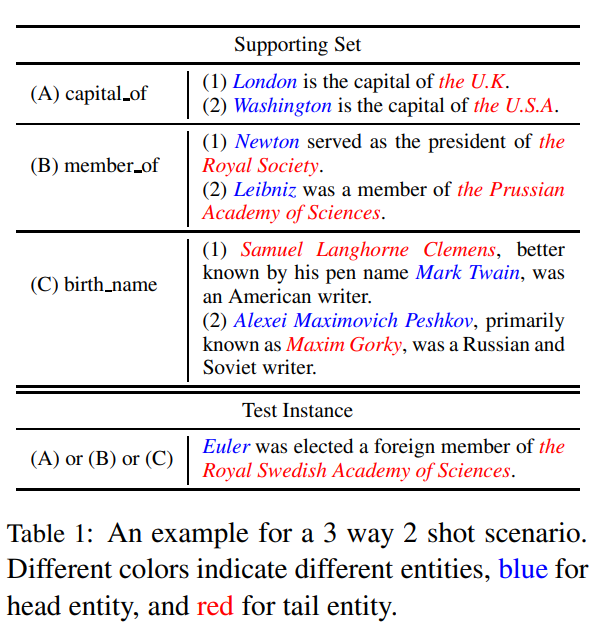 Supporting Set
(A) capital_of
(1) London is the capital of the U.K.
(2) Washington is the capital of the U.S.A.
(B) member_of
(1) Newton served as the president of the
Royal Society.
(2) Leibniz was a member of the Prussian
Academy of Sciences.
(C) birth_name
(1) Samuel Langhorne Clemens, better
known by his pen name Mark Twain, was
an American writer.
(2) Alexei Maximovich Peshkov, primarily
known as Maxim Gorky, was a Russian and
Soviet writer.
Test Instance
(A) or (B) or (C)
Euler was elected a foreign member of the
Royal Swedish Academy of Sciences.
Table 1: An example for a 3 way 2 shot scenario.
Different colors indicate different entities, blue for
head entity, and red for tail entity.